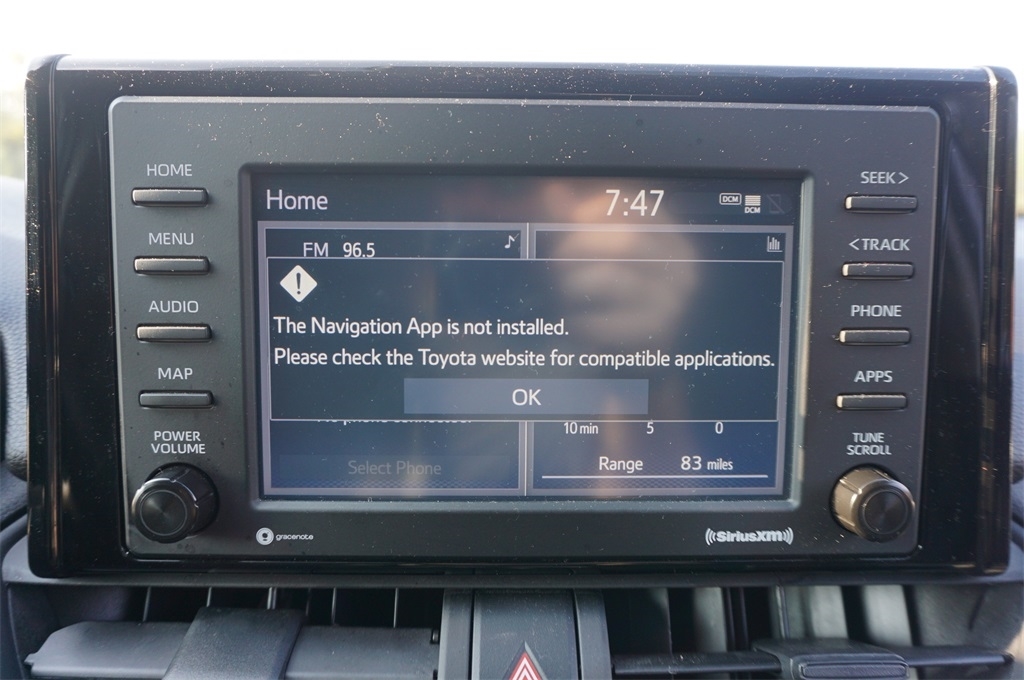 HOME
MENU
AUDIO
MAP
POWER
VOLUME
Home
7:47
DCM
DCM
FM 96.5
The Navigation App is not installed.
Please check the Toyota website for compatible applications.
OK
Select Phone
10 min 5 0
Range 83 miles
gracenote
SiriusXM
SEEK >
< TRACK
PHONE
APPS
TUNE
SCROLL